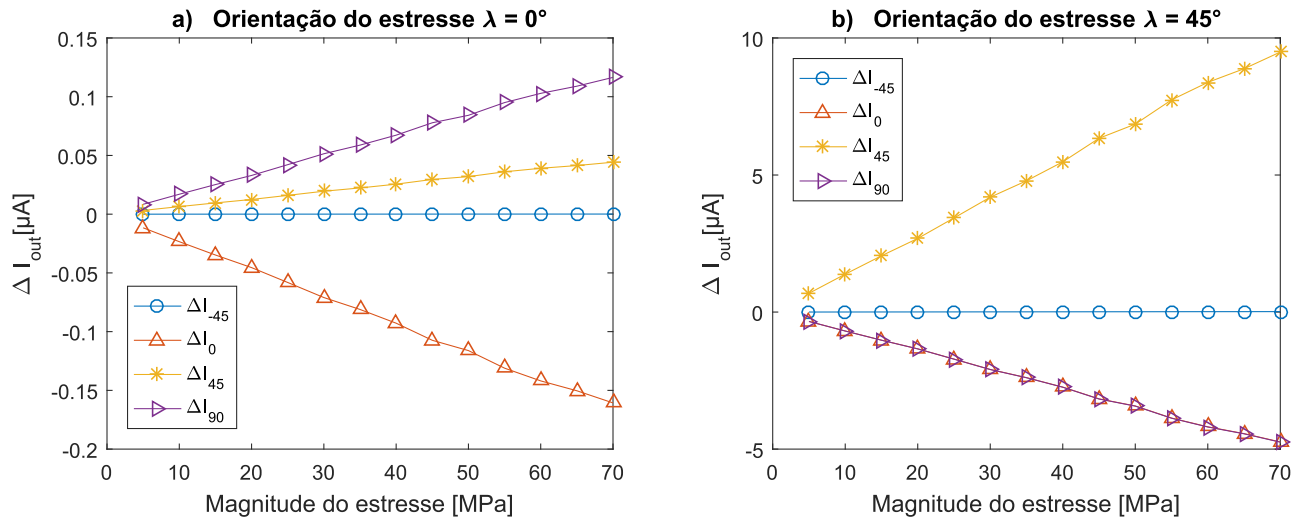 a) Orientação do estresse λ = 0°
0.15
0.1
0.05
0
-0.05
-0.1
-0.15
-0.2
Δ I_out[µA]
ΔI_-45
ΔI_0
ΔI_45
ΔI_90
0 10 20 30 40 50 60 70
Magnitude do estresse [MPa]
b) Orientação do estresse λ = 45°
10
5
0
-5
Δ I_out[µA]
ΔI_-45
ΔI_0
ΔI_45
ΔI_90
0 10 20 30 40 50 60 70
Magnitude do estresse [MPa]